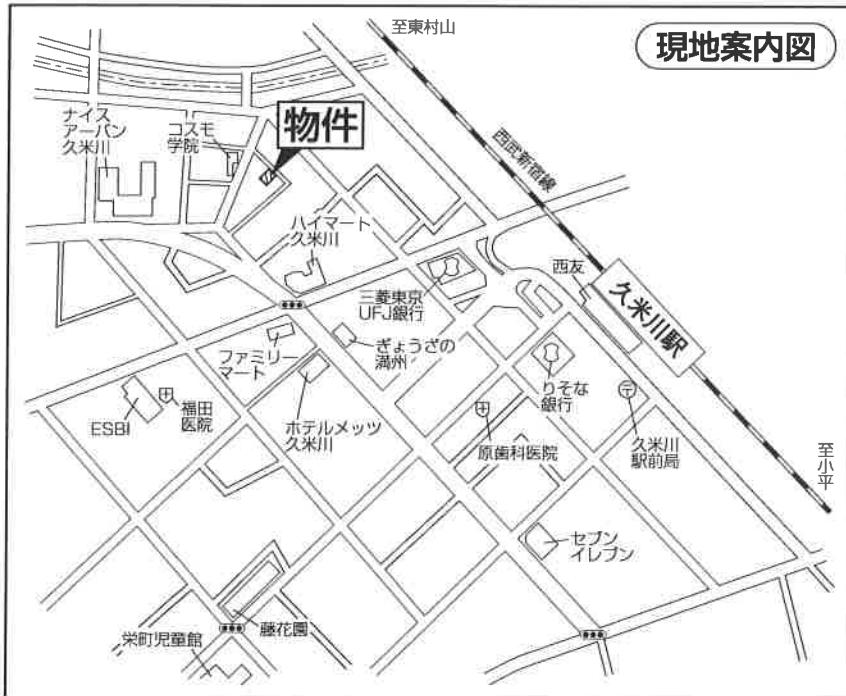 至東村山
現地案内図
ナイス
アーバン
久米川
コスモ
学院
物件
西武新宿線
ハイマート
久米川
西友
三菱東京
UFJ銀行
久米川駅
ファミリー
マート
ぎょうざの
満州
りそな
銀行
ESBI
福田
医院
ホテルメッツ
久米川
原歯科医院
久米川
駅前局
至小平
セブン
イレブン
栄町児童館
藤花園